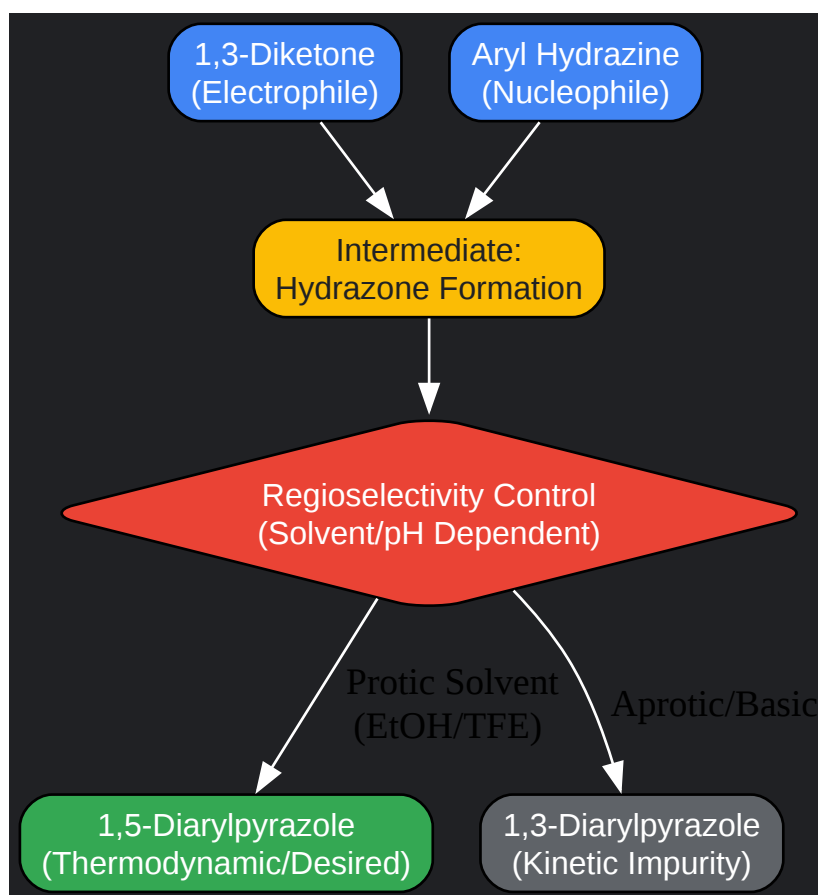 1,3-Diketone
(Electrophile)
Aryl Hydrazine
(Nucleophile)
Intermediate:
Hydrazone Formation
Regioselectivity Control
(Solvent/pH Dependent)
Protic Solvent
(EtOH/TFE)
Aprotic/Basic
1,5-Diarylpyrazole
(Thermodynamic/Desired)
1,3-Diarylpyrazole
(Kinetic Impurity)